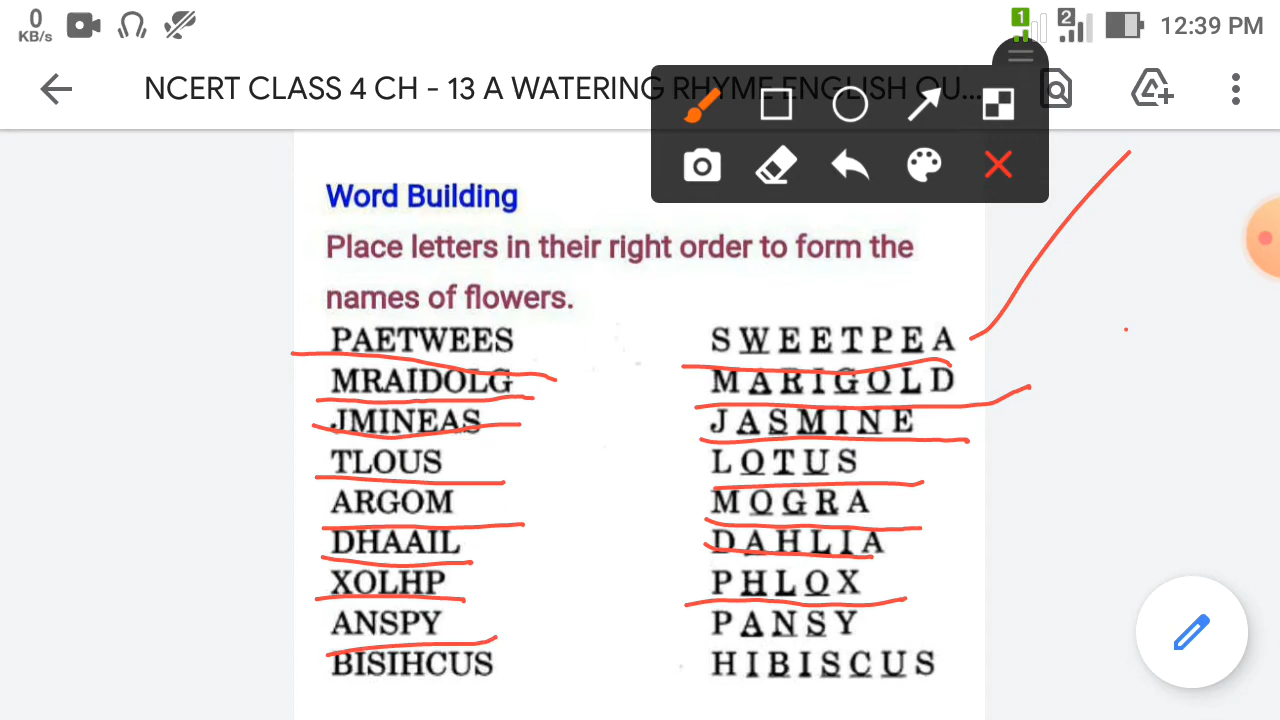 0
KB/s
1
2
12:39 PM
NCERT CLASS 4 CH - 13 A WATERING RHYME ENGLISH QU...
Word Building
Place letters in their right order to form the
names of flowers.
PAETWEES SWEETPEA
MRAIDOLG MARIGOLD
JMINEAS JASMINE
TLOUS LOTUS
ARGOM MOGRA
DHAAIL DAHLIA
XOLHP PHLOX
ANSPY PANSY
BISIHCUS HIBISCUS